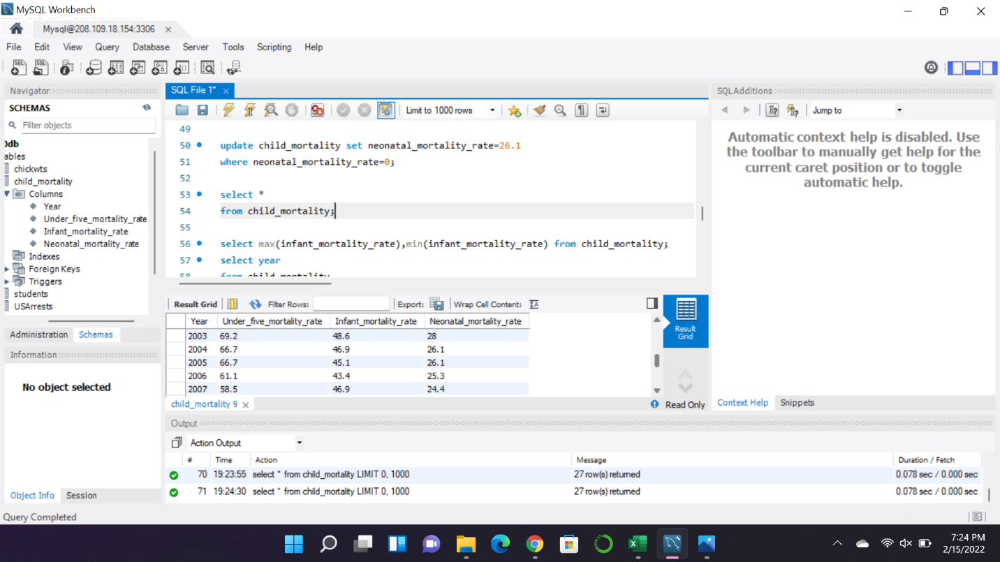 MySQL Workbench
Mysql@208.109.18.154:3306
File Edit View Query Database Server Tools Scripting Help
Navigator
SCHEMAS
Filter objects
ables
chickwts
child_mortality
Columns
Year
Under_five_mortality_rate
Infant_mortality_rate
Neonatal_mortality_rate
Indexes
Foreign Keys
Triggers
students
USArrests
Administration Schemas
Information
No object selected
Object Info Session
SQL File 1*
Limit to 1000 rows
49
50 update child_mortality set neonatal_mortality_rate=26.1
51 where neonatal_mortality_rate=0;
52
53 select *
54 from child_mortality;
55
56 select max(infant_mortality_rate),min(infant_mortality_rate) from child_mortality;
57 select year
58 from child_mortality
Result Grid Filter Rows: Export: Wrap Cell Content:
Year Under_five_mortality_rate Infant_mortality_rate Neonatal_mortality_rate
2003 69.2 48.6 28
2004 66.7 46.9 26.1
2005 66.7 45.1 26.1
2006 61.1 43.4 25.3
2007 58.5 46.9 24.4
Result
Grid
child_mortality 9
Read Only
SQLAdditions
Jump to
Automatic context help is disabled. Use
the toolbar to manually get help for the
current caret position or to toggle
automatic help.
Context Help Snippets
Output
Action Output
# Time Action Message Duration / Fetch
70 19:23:55 select * from child_mortality LIMIT 0, 1000 27 row(s) returned 0.078 sec / 0.000 sec
71 19:24:30 select * from child_mortality LIMIT 0, 1000 27 row(s) returned 0.078 sec / 0.000 sec
Query Completed
7:24 PM
2/15/2022